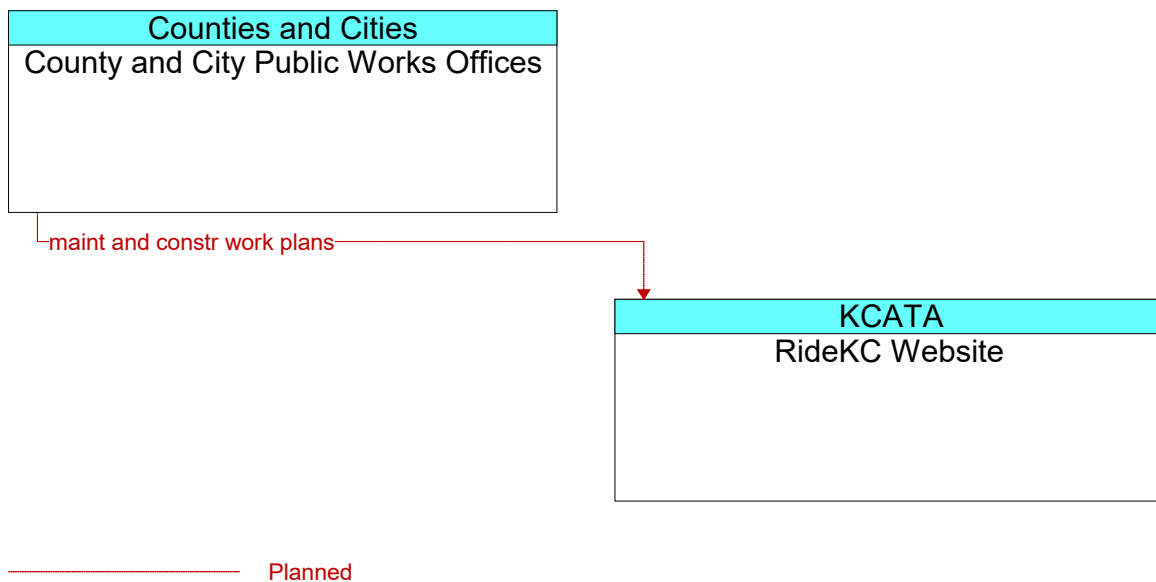 Counties and Cities
County and City Public Works Offices
maint and constr work plans
KCATA
RideKC Website
Planned